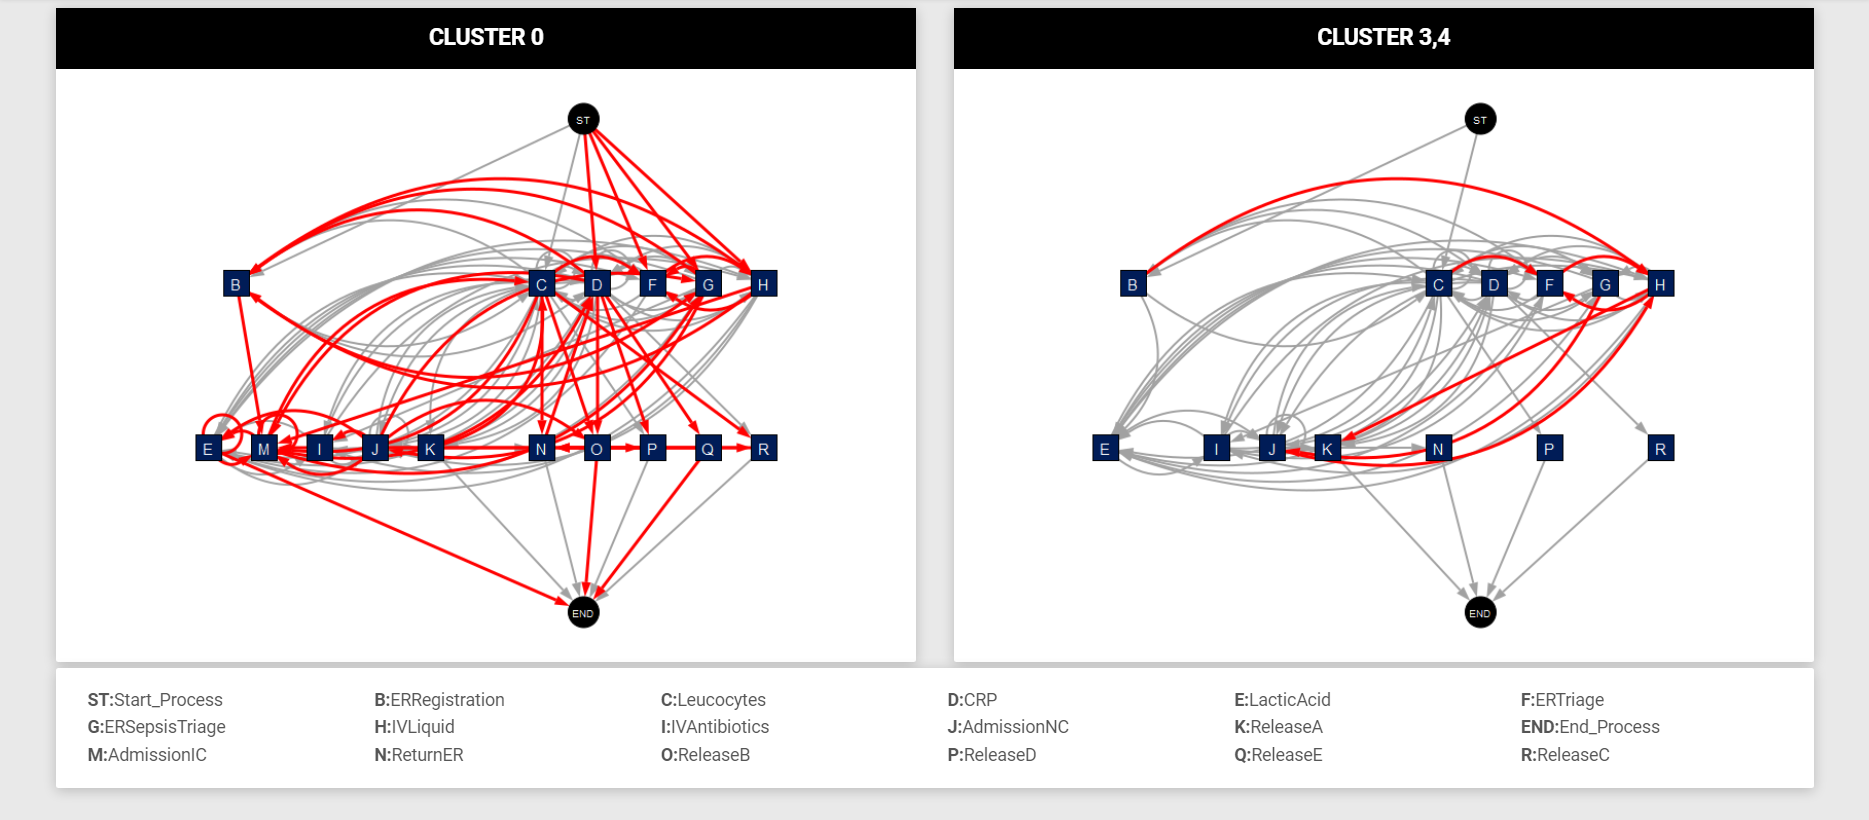 CLUSTER 0
ST
B C D F G H
E M I J K N O P Q R
END
CLUSTER 3,4
ST
B C D F G H
E I J K N P R
END
ST:Start_Process B:ERRegistration C:Leucocytes D:CRP E:LacticAcid F:ERTriage
G:ERSepsisTriage H:IVLiquid I:IVAntibiotics J:AdmissionNC K:ReleaseA END:End_Process
M:AdmissionIC N:ReturnER O:ReleaseB P:ReleaseD Q:ReleaseE R:ReleaseC